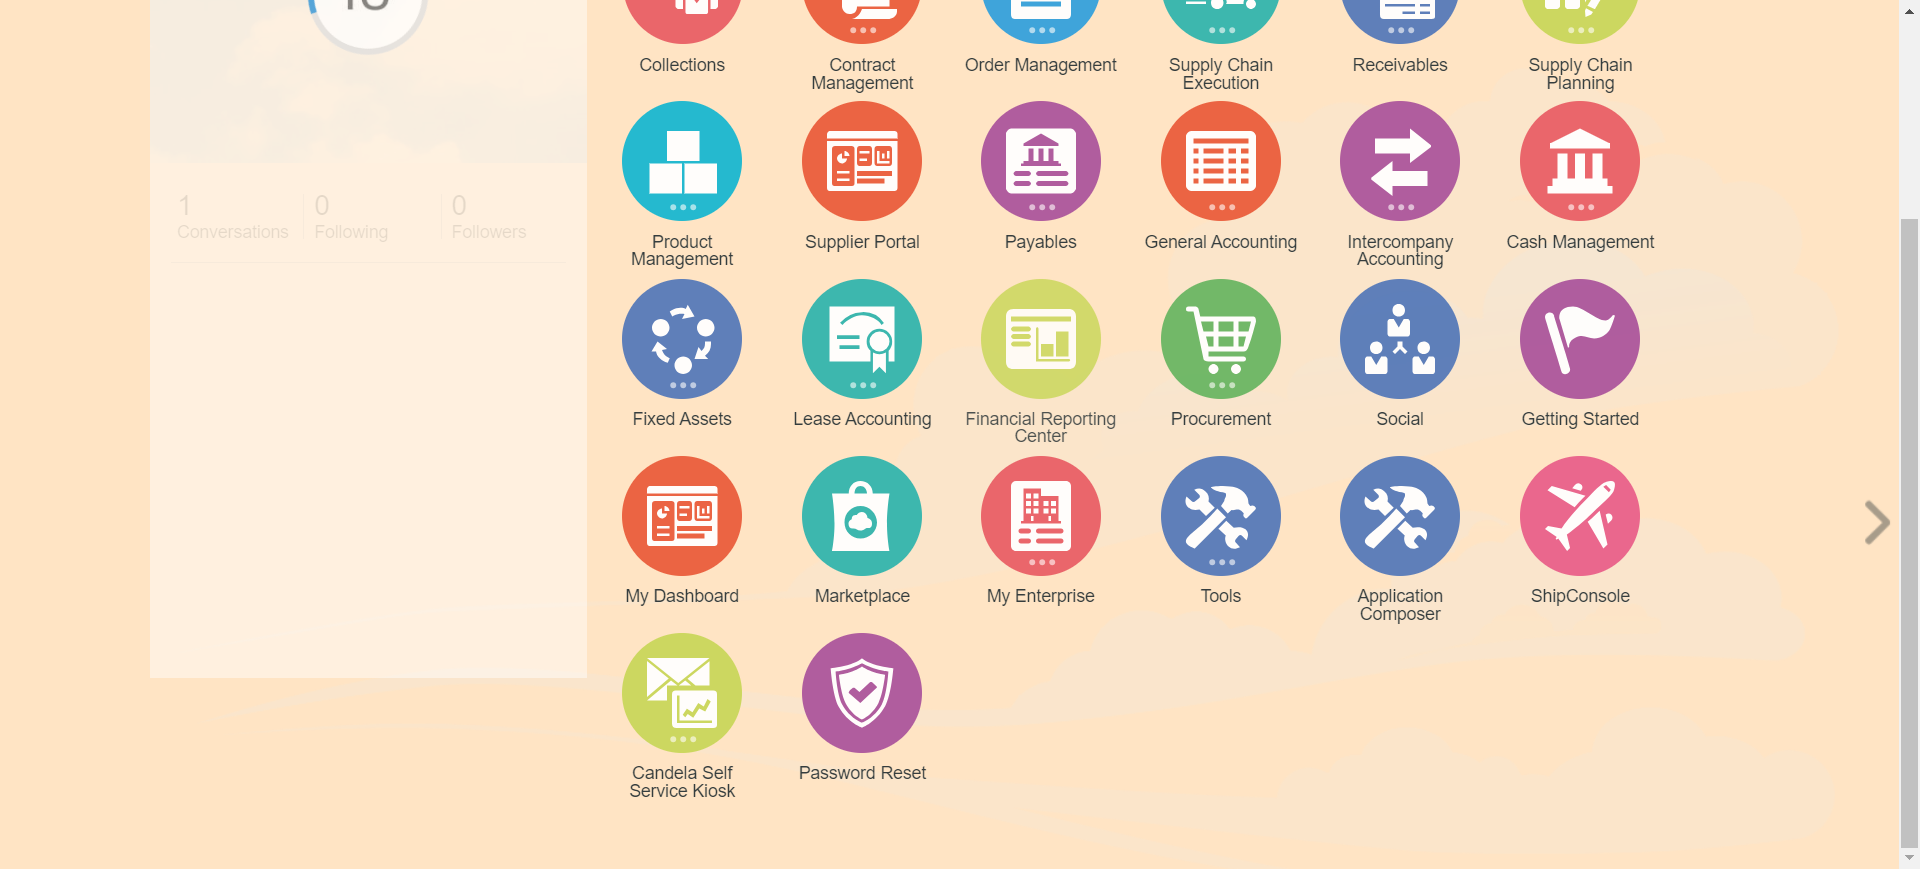 Collections
Contract
Management
Order Management
Supply Chain
Execution
Receivables
Supply Chain
Planning
1
Conversations
0
Following
0
Followers
Product
Management
Supplier Portal
Payables
General Accounting
Intercompany
Accounting
Cash Management
Fixed Assets
Lease Accounting
Financial Reporting
Center
Procurement
Social
Getting Started
My Dashboard
Marketplace
My Enterprise
Tools
Application
Composer
ShipConsole
Candela Self
Service Kiosk
Password Reset